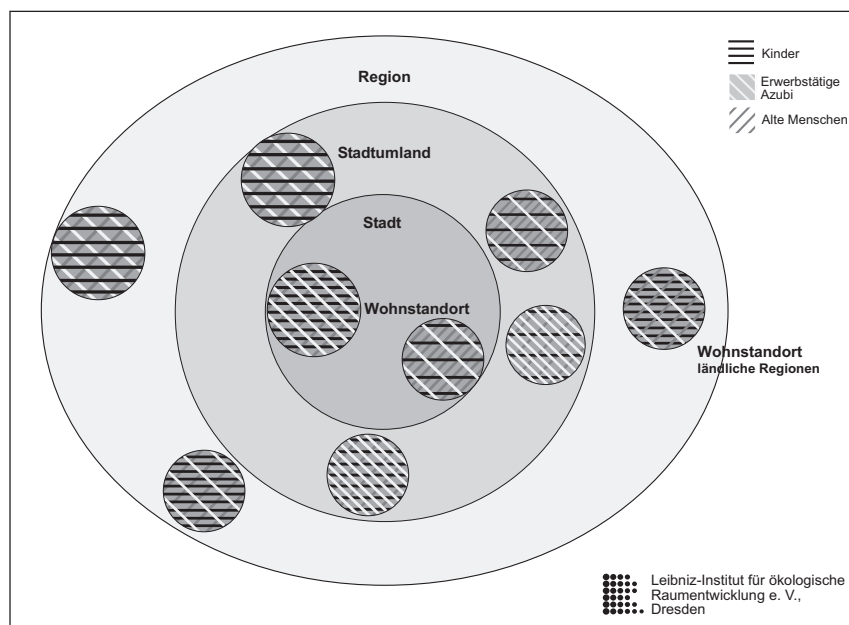 Region
Kinder
Erwerbstätige
Azubi
Alte Menschen
Stadtumland
Stadt
Wohnstandort
Wohnstandort
ländliche Regionen
Leibniz-Institut für ökologische
Raumentwicklung e. V.,
Dresden